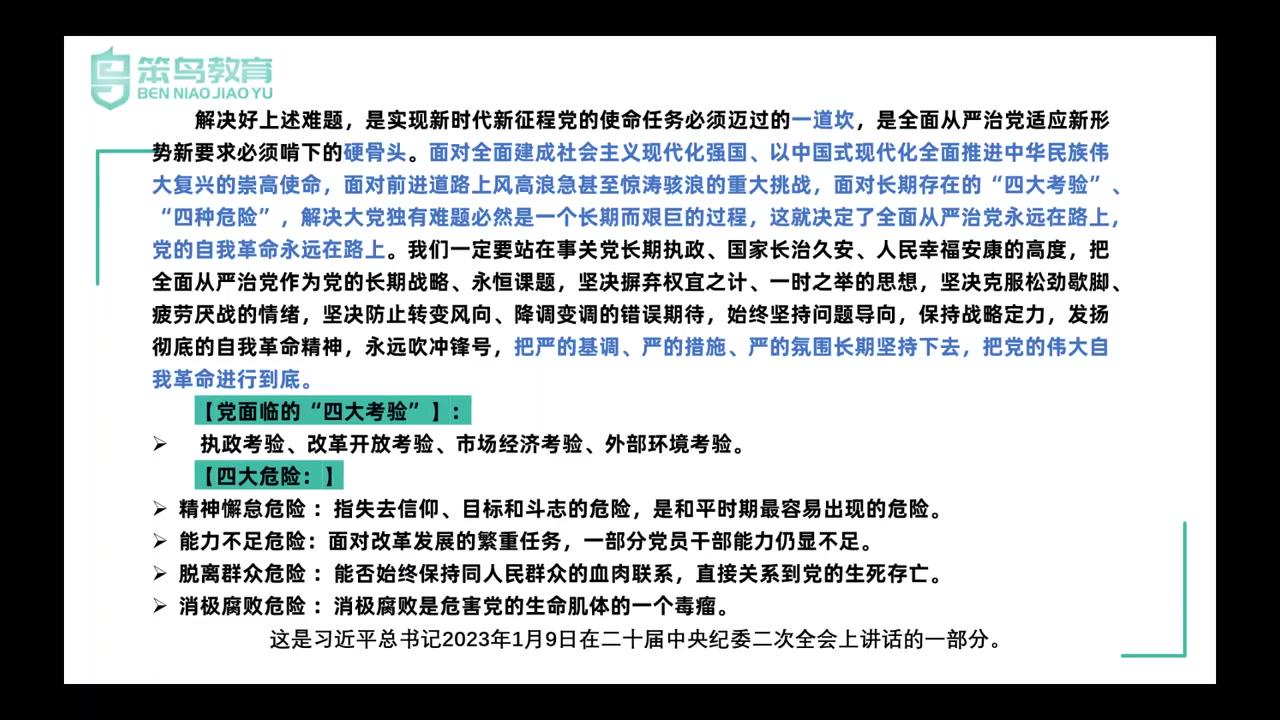 笨鸟教育
BEN NIAO JIAO YU
解决好上述难题，是实现新时代新征程党的使命任务必须迈过的一道坎，是全面从严治党适应新形
势新要求必须啃下的硬骨头。面对全面建成社会主义现代化强国、以中国式现代化全面推进中华民族伟
大复兴的崇高使命，面对前进道路上风高浪急甚至惊涛骇浪的重大挑战，面对长期存在的“四大考验”、
“四种危险”，解决大党独有难题必然是一个长期而艰巨的过程，这就决定了全面从严治党永远在路上，
党的自我革命永远在路上。我们一定要站在事关党长期执政、国家长治久安、人民幸福安康的高度，把
全面从严治党作为党的长期战略、永恒课题，坚决摒弃权宜之计、一时之举的思想，坚决克服松劲歇脚、
疲劳厌战的情绪，坚决防止转变风向、降调变调的错误期待，始终坚持问题导向，保持战略定力，发扬
彻底的自我革命精神，永远吹冲锋号，把严的基调、严的措施、严的氛围长期坚持下去，把党的伟大自
我革命进行到底。
【党面临的“四大考验”】：
➢ 执政考验、改革开放考验、市场经济考验、外部环境考验。
【四大危险：】
➢ 精神懈怠危险：指失去信仰、目标和斗志的危险，是和平时期最容易出现的危险。
➢ 能力不足危险：面对改革发展的繁重任务，一部分党员干部能力仍显不足。
➢ 脱离群众危险：能否始终保持同人民群众的血肉联系，直接关系到党的生死存亡。
➢ 消极腐败危险：消极腐败是危害党的生命肌体的一个毒瘤。
这是习近平总书记2023年1月9日在二十届中央纪委二次全会上讲话的一部分。